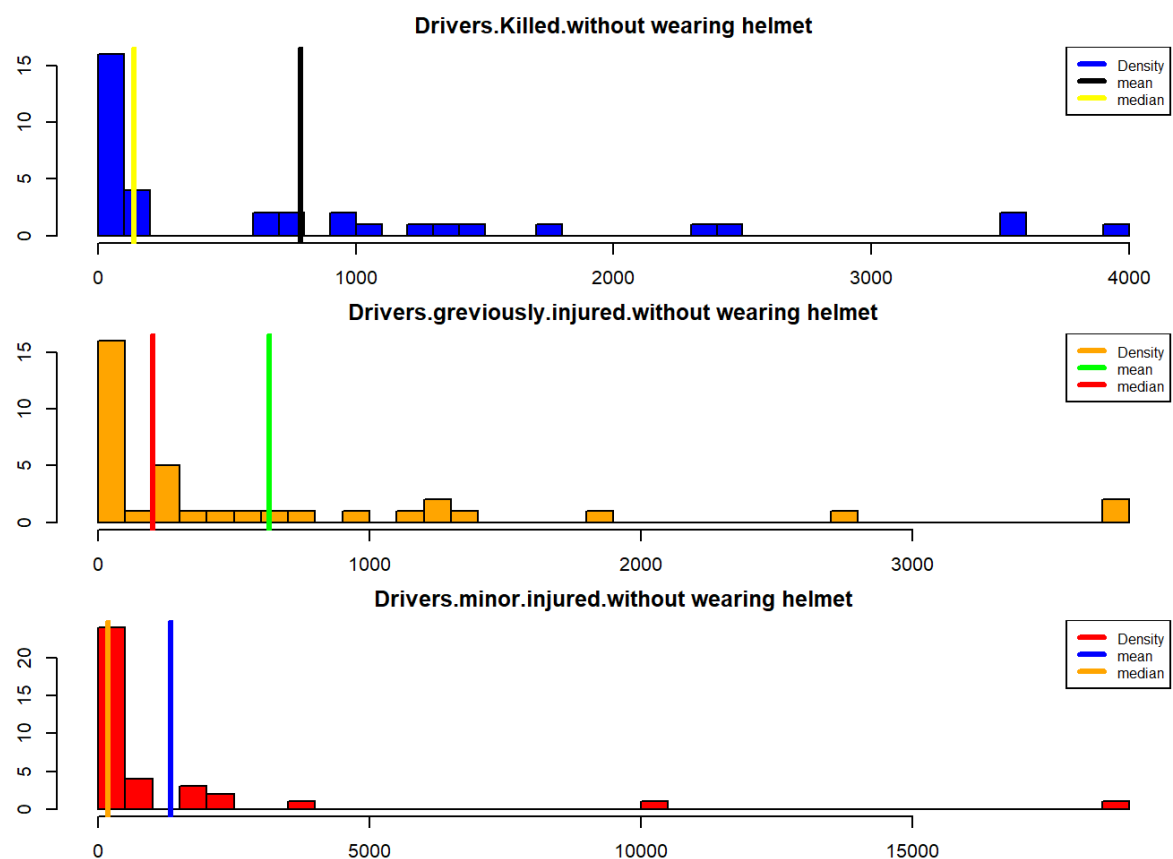 Drivers.Killed.without wearing helmet
15
10
5
0
Density
mean
median
0 1000 2000 3000 4000
Drivers.greviously.injured.without wearing helmet
15
10
5
0
Density
mean
median
0 1000 2000 3000
Drivers.minor.injured.without wearing helmet
20
15
10
5
0
Density
mean
median
0 5000 10000 15000